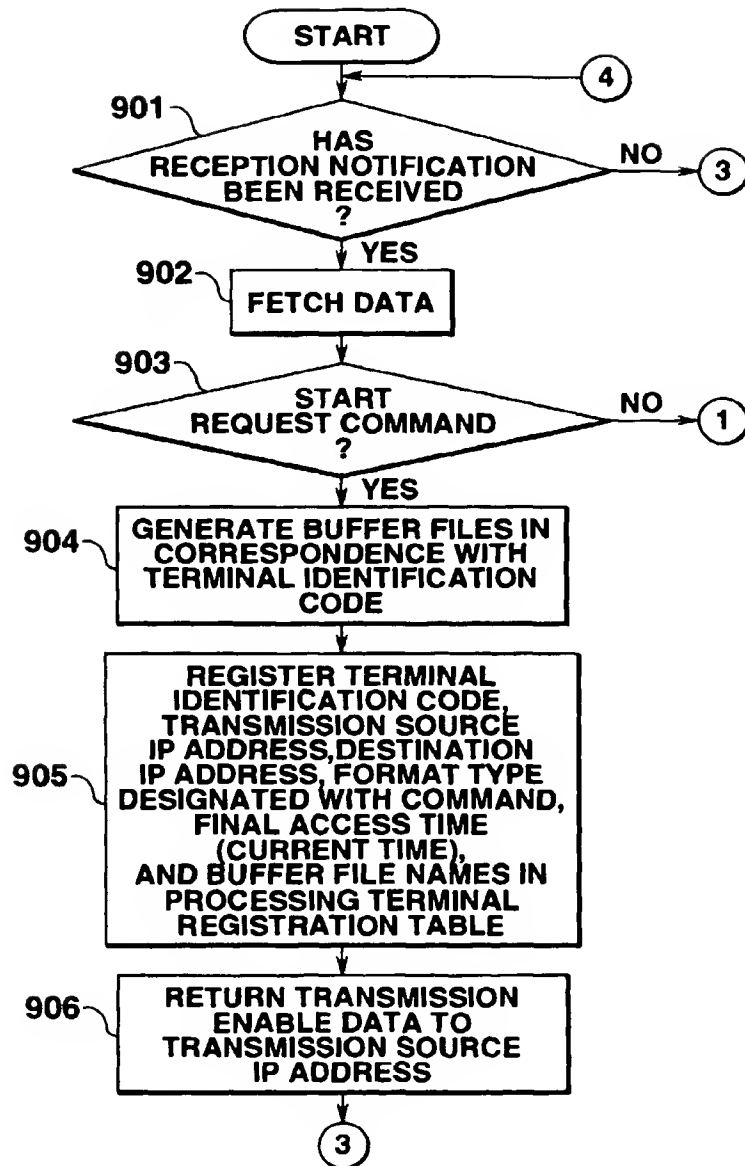 START
4
901
HAS
RECEPTION NOTIFICATION
BEEN RECEIVED
?
NO
3
YES
902
FETCH DATA
903
START
REQUEST COMMAND
?
NO
1
YES
904
GENERATE BUFFER FILES IN
CORRESPONDENCE WITH
TERMINAL IDENTIFICATION
CODE
905
REGISTER TERMINAL
IDENTIFICATION CODE,
TRANSMISSION SOURCE
IP ADDRESS,DESTINATION
IP ADDRESS, FORMAT TYPE
DESIGNATED WITH COMMAND,
FINAL ACCESS TIME
(CURRENT TIME),
AND BUFFER FILE NAMES IN
PROCESSING TERMINAL
REGISTRATION TABLE
906
RETURN TRANSMISSION
ENABLE DATA TO
TRANSMISSION SOURCE
IP ADDRESS
3